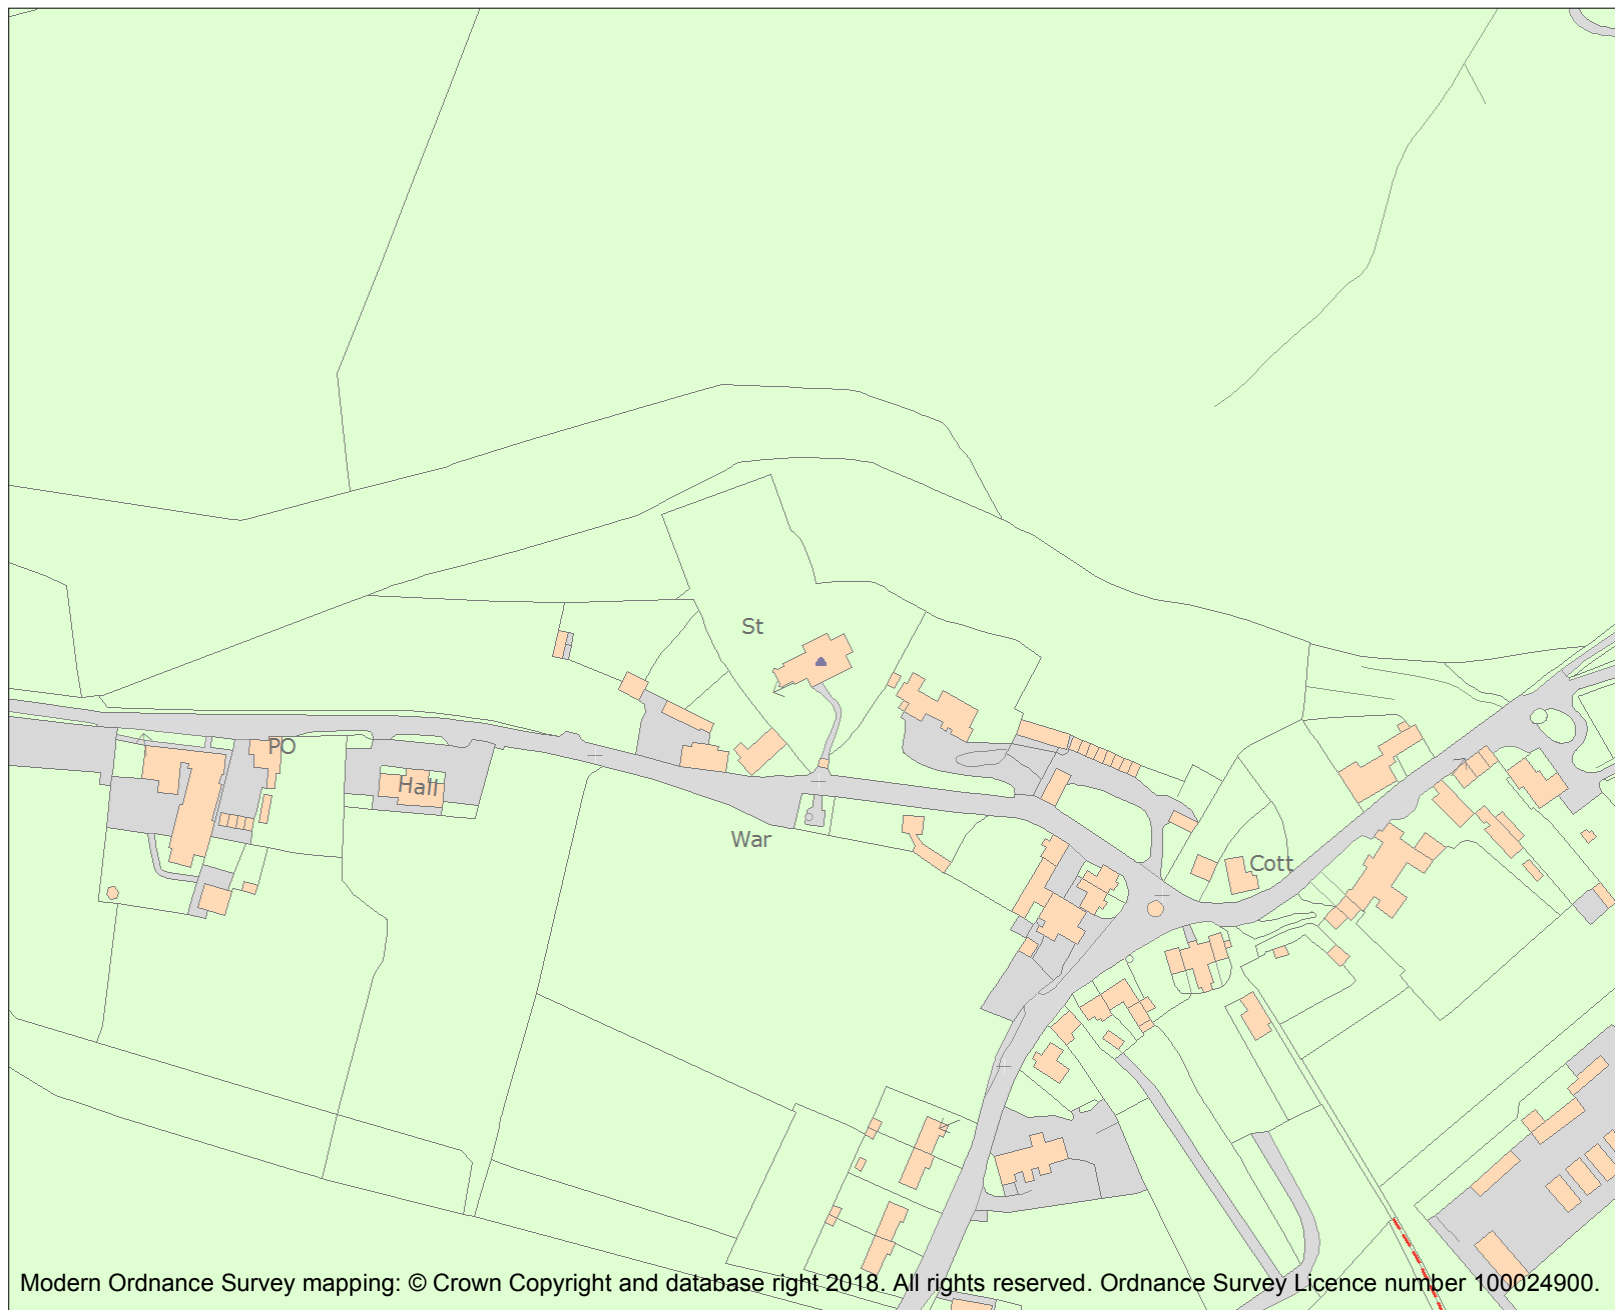 St
PO
Hall
War
Cott
Modern Ordnance Survey mapping: © Crown Copyright and database right 2018. All rights reserved. Ordnance Survey Licence number 100024900.